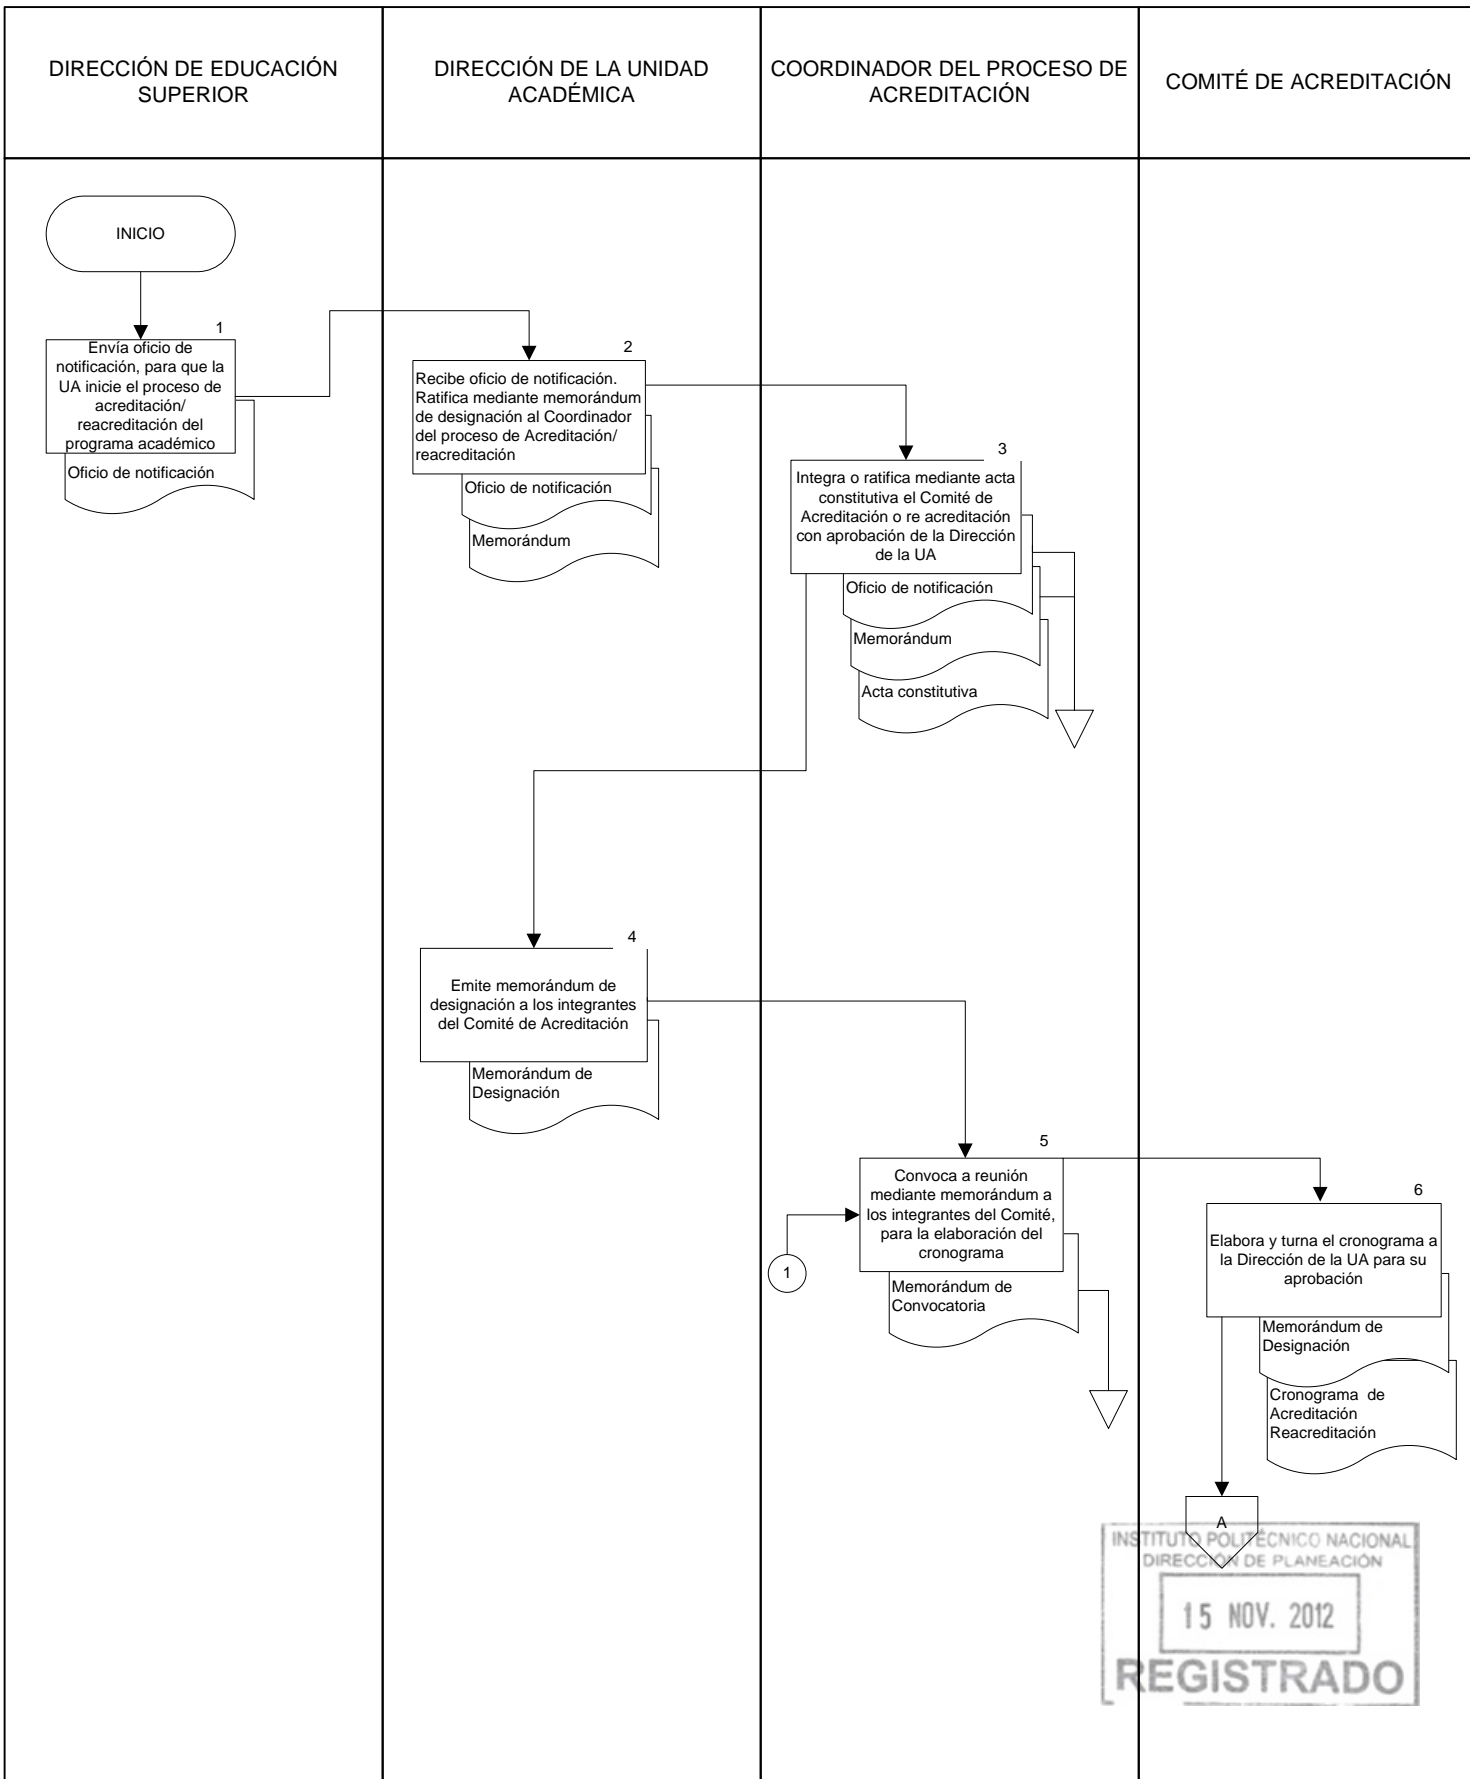 DIRECCIÓN DE EDUCACIÓN
SUPERIOR
DIRECCIÓN DE LA UNIDAD
ACADÉMICA
COORDINADOR DEL PROCESO DE
ACREDITACIÓN
COMITÉ DE ACREDITACIÓN
INICIO
1
Envía oficio de
notificación, para que la
UA inicie el proceso de
acreditación/
reacreditación del
programa académico
Oficio de notificación
2
Recibe oficio de notificación.
Ratifica mediante memorándum
de designación al Coordinador
del proceso de Acreditación/
reacreditación
Oficio de notificación
Memorándum
3
Integra o ratifica mediante acta
constitutiva el Comité de
Acreditación o re acreditación
con aprobación de la Dirección
de la UA
Oficio de notificación
Memorándum
Acta constitutiva
4
Emite memorándum de
designación a los integrantes
del Comité de Acreditación
Memorándum de
Designación
5
Convoca a reunión
mediante memorándum a
los integrantes del Comité,
para la elaboración del
cronograma
1
Memorándum de
Convocatoria
6
Elabora y turna el cronograma a
la Dirección de la UA para su
aprobación
Memorándum de
Designación
Cronograma de
Acreditación
Reacreditación
A
INSTITUTO POLITÉCNICO NACIONAL
DIRECCIÓN DE PLANEACIÓN
15 NOV. 2012
REGISTRADO